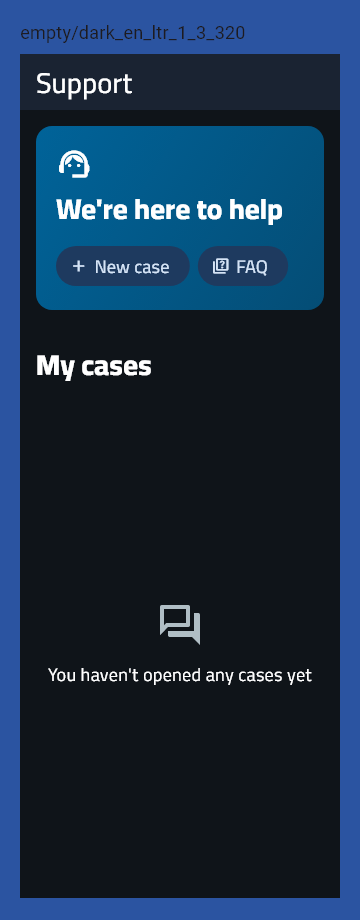 empty/dark_en_ltr_1_3_320
Support
We're here to help
+ New case
FAQ
My cases
You haven't opened any cases yet